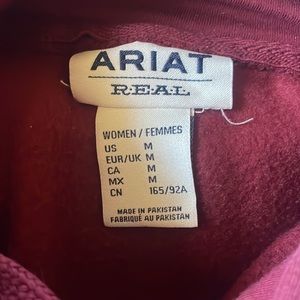 ARIAT
REAL
WOMEN / FEMMES
US M
EUR/UK M
CA M
MX M
CN 165/92A
MADE IN PAKISTAN
FABRIQUÉ AU PAKISTAN